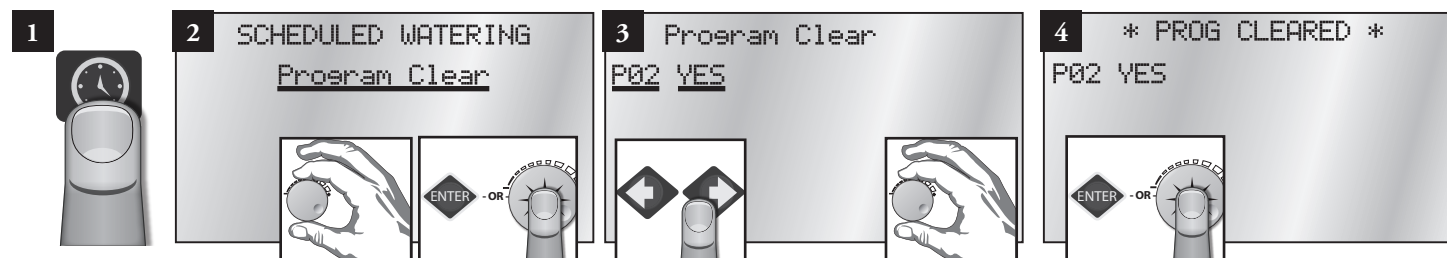 1
2
SCHEDULED WATERING
Program Clear
ENTER
- OR -
3
Program Clear
P02 YES
4
* PROG CLEARED *
P02 YES
ENTER
- OR -